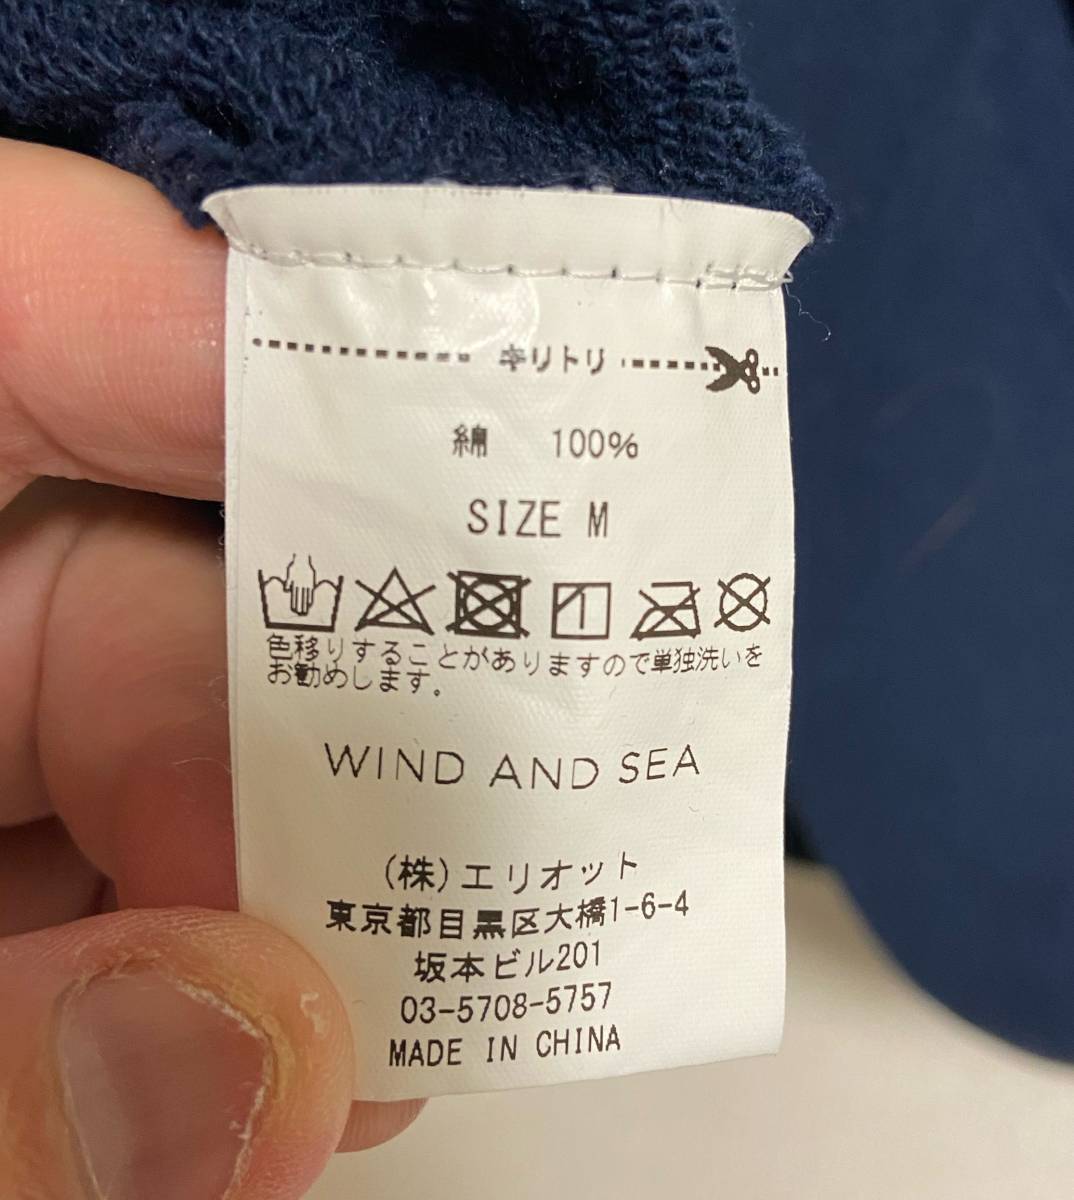 キリトリ
綿 100%
SIZE M
色移りすることがありますので単独洗いを
お勧めします。
WIND AND SEA
(株)エリオット
東京都目黒区大橋1-6-4
坂本ビル201
03-5708-5757
MADE IN CHINA